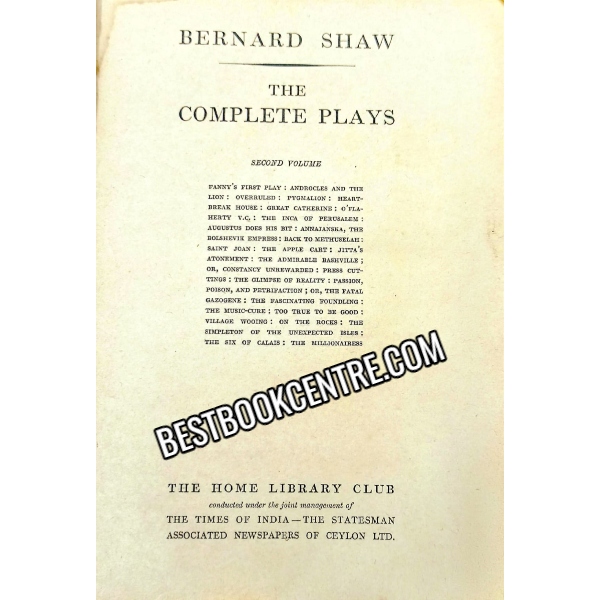 BERNARD SHAW
THE
COMPLETE PLAYS
SECOND VOLUME
FANNY'S FIRST PLAY : ANDROCLES AND THE
LION : OVERRULED : PYGMALION : HEART-
BREAK HOUSE : GREAT CATHERINE : O'FLA-
HERTY V.C. : THE INCA OF PERUSALEM :
AUGUSTUS DOES HIS BIT : ANNAJANSKA, THE
BOLSHEVIK EMPRESS : BACK TO METHUSELAH :
SAINT JOAN : THE APPLE CART : JITTA'S
ATONEMENT : THE ADMIRABLE BASHVILLE ;
OR, CONSTANCY UNREWARDED : PRESS CUT-
TINGS : THE GLIMPSE OF REALITY : PASSION,
POISON, AND PETRIFACTION ; OR, THE FATAL
GAZOGENE : THE FASCINATING FOUNDLING :
THE MUSIC-CURE : TOO TRUE TO BE GOOD :
VILLAGE WOOING : ON THE ROCKS : THE
SIMPLETON OF THE UNEXPECTED ISLES :
THE SIX OF CALAIS : THE MILLIONAIRESS
BESTBOOKCENTRE.COM
THE HOME LIBRARY CLUB
conducted under the joint management of
THE TIMES OF INDIA—THE STATESMAN
ASSOCIATED NEWSPAPERS OF CEYLON LTD.